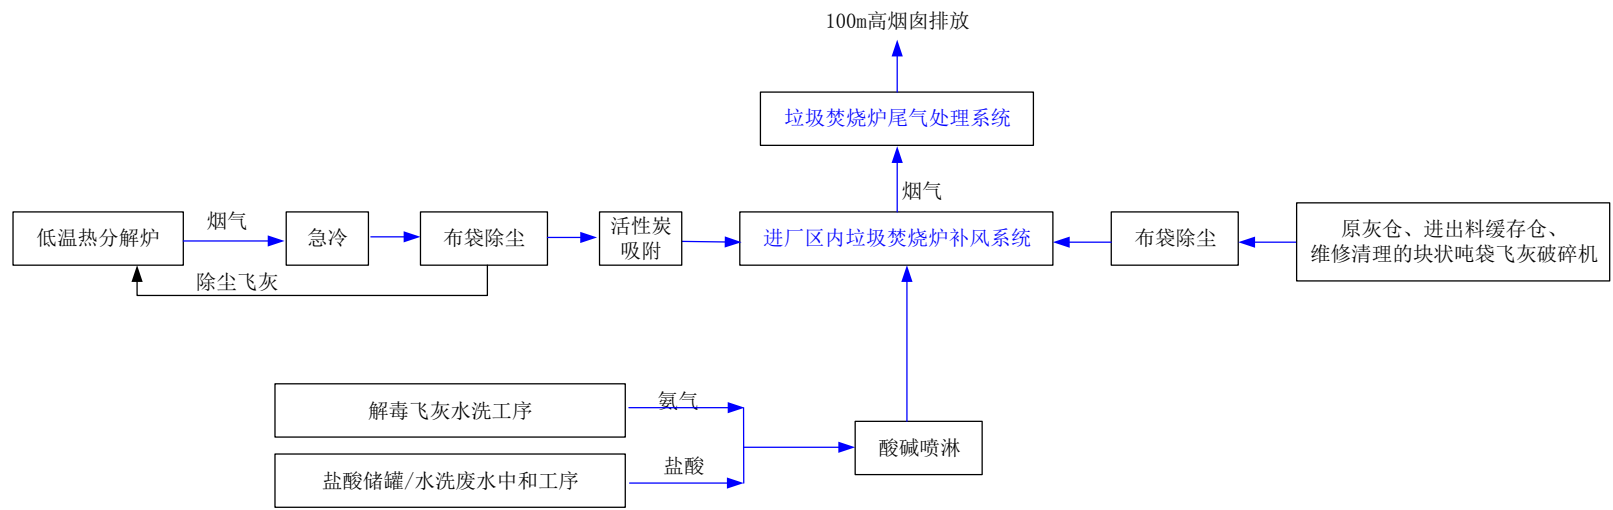 100m高烟囱排放
垃圾焚烧炉尾气处理系统
烟气
低温热分解炉
烟气
急冷
布袋除尘
活性炭
吸附
进厂区内垃圾焚烧炉补风系统
布袋除尘
原灰仓、进出料缓存仓、
维修清理的块状吨袋飞灰破碎机
除尘飞灰
解毒飞灰水洗工序
氨气
酸碱喷淋
盐酸储罐/水洗废水中和工序
盐酸